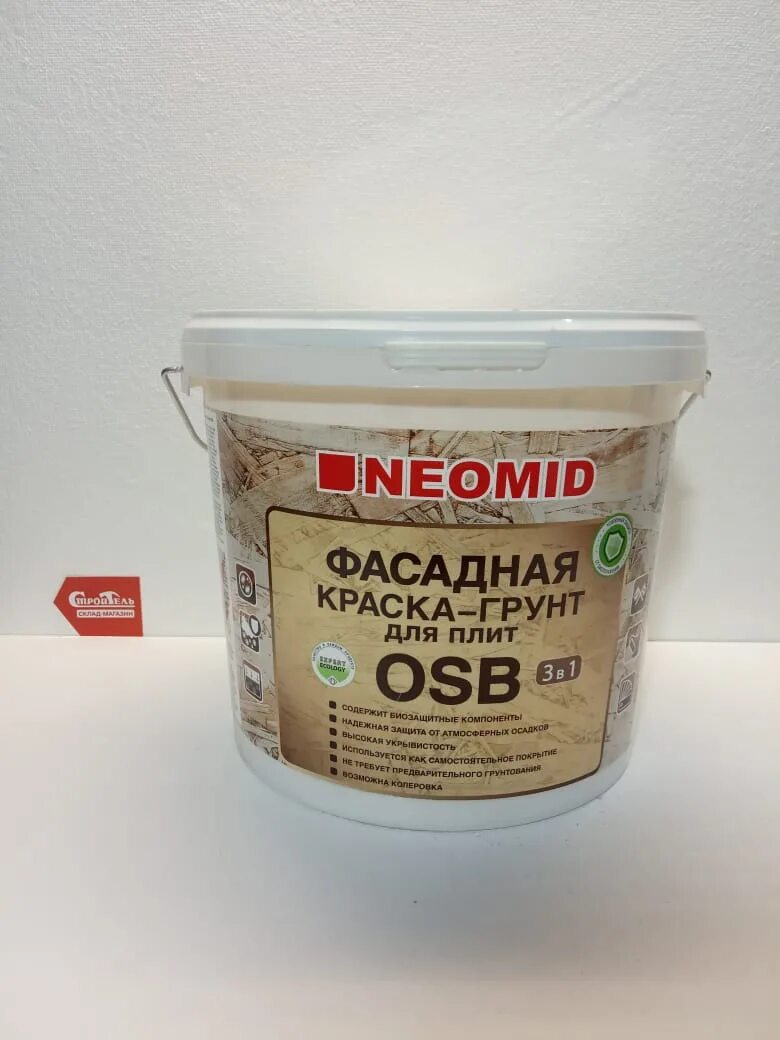 NEOMID
ФАСАДНАЯ
КРАСКА-ГРУНТ
ДЛЯ ПЛИТ
OSB
3 в 1
EXPERT
ECOLOGY
СОДЕРЖИТ БИОЗАЩИТНЫЕ КОМПОНЕНТЫ
НАДЕЖНАЯ ЗАЩИТА ОТ АТМОСФЕРНЫХ ОСАДКОВ
ВЫСОКАЯ УКРЫВИСТОСТЬ
ИСПОЛЬЗУЕТСЯ КАК САМОСТОЯТЕЛЬНОЕ ПОКРЫТИЕ
НЕ ТРЕБУЕТ ПРЕДВАРИТЕЛЬНОГО ГРУНТОВАНИЯ
ВОЗМОЖНА КОЛЕРОВКА
СТРОИТЕЛЬ
СКЛАД-МАГАЗИН